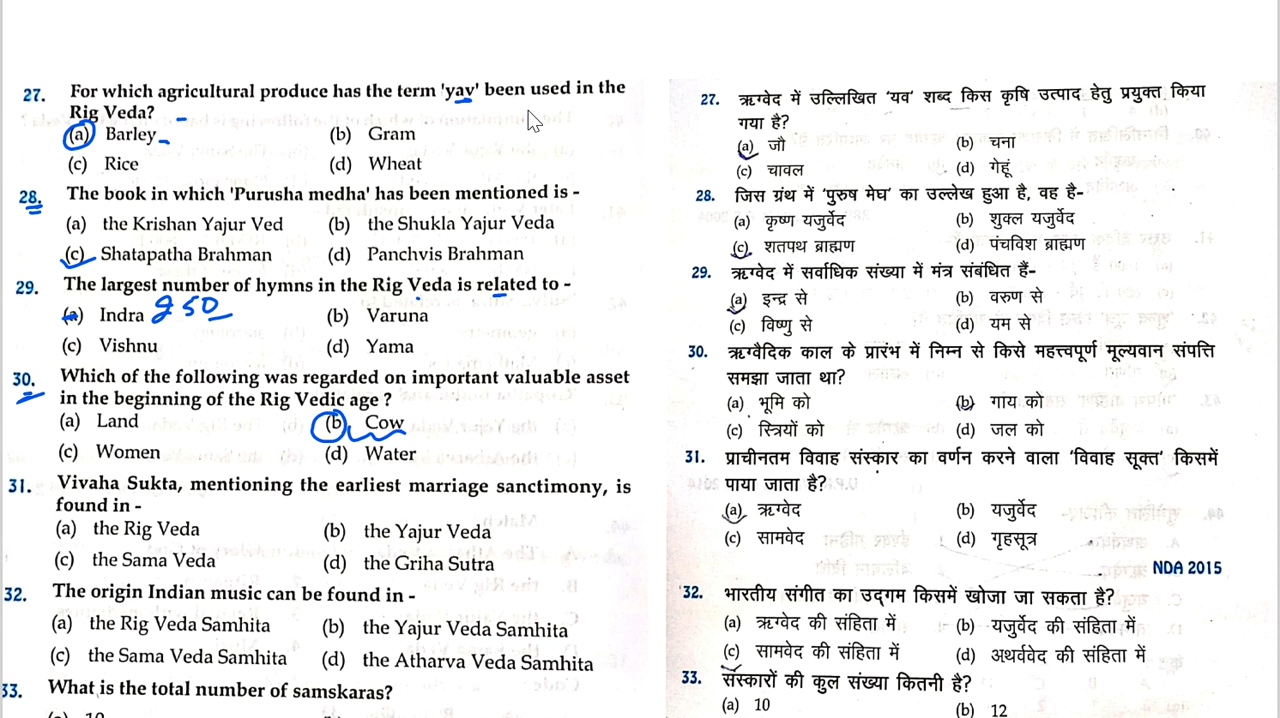 27. For which agricultural produce has the term 'yav' been used in the
Rig Veda?
(a) Barley (b) Gram
(c) Rice (d) Wheat
28. The book in which 'Purusha medha' has been mentioned is -
(a) the Krishan Yajur Ved (b) the Shukla Yajur Veda
(c) Shatapatha Brahman (d) Panchvis Brahman
29. The largest number of hymns in the Rig Veda is related to -
(a) Indra 250 (b) Varuna
(c) Vishnu (d) Yama
30. Which of the following was regarded on important valuable asset
in the beginning of the Rig Vedic age ?
(a) Land (b) Cow
(c) Women (d) Water
31. Vivaha Sukta, mentioning the earliest marriage sanctimony, is
found in -
(a) the Rig Veda (b) the Yajur Veda
(c) the Sama Veda (d) the Griha Sutra
32. The origin Indian music can be found in -
(a) the Rig Veda Samhita (b) the Yajur Veda Samhita
(c) the Sama Veda Samhita (d) the Atharva Veda Samhita
33. What is the total number of samskaras?
27. ऋग्वेद में उल्लिखित 'यव' शब्द किस कृषि उत्पाद हेतु प्रयुक्त किया
गया है?
(a) जौ (b) चना
(c) चावल (d) गेहूं
28. जिस ग्रंथ में 'पुरुष मेघ' का उल्लेख हुआ है, वह है-
(a) कृष्ण यजुर्वेद (b) शुक्ल यजुर्वेद
(c) शतपथ ब्राह्मण (d) पंचविश ब्राह्मण
29. ऋग्वेद में सर्वाधिक संख्या में मंत्र संबंधित हैं-
(a) इन्द्र से (b) वरुण से
(c) विष्णु से (d) यम से
30. ऋग्वैदिक काल के प्रारंभ में निम्न से किसे महत्त्वपूर्ण मूल्यवान संपत्ति
समझा जाता था?
(a) भूमि को (b) गाय को
(c) स्त्रियों को (d) जल को
31. प्राचीनतम विवाह संस्कार का वर्णन करने वाला 'विवाह सूक्त' किसमें
पाया जाता है?
(a) ऋग्वेद (b) यजुर्वेद
(c) सामवेद (d) गृहसूत्र
NDA 2015
32. भारतीय संगीत का उद्गम किसमें खोजा जा सकता है?
(a) ऋग्वेद की संहिता में (b) यजुर्वेद की संहिता में
(c) सामवेद की संहिता में (d) अथर्ववेद की संहिता में
33. संस्कारों की कुल संख्या कितनी है?
(a) 10 (b) 12